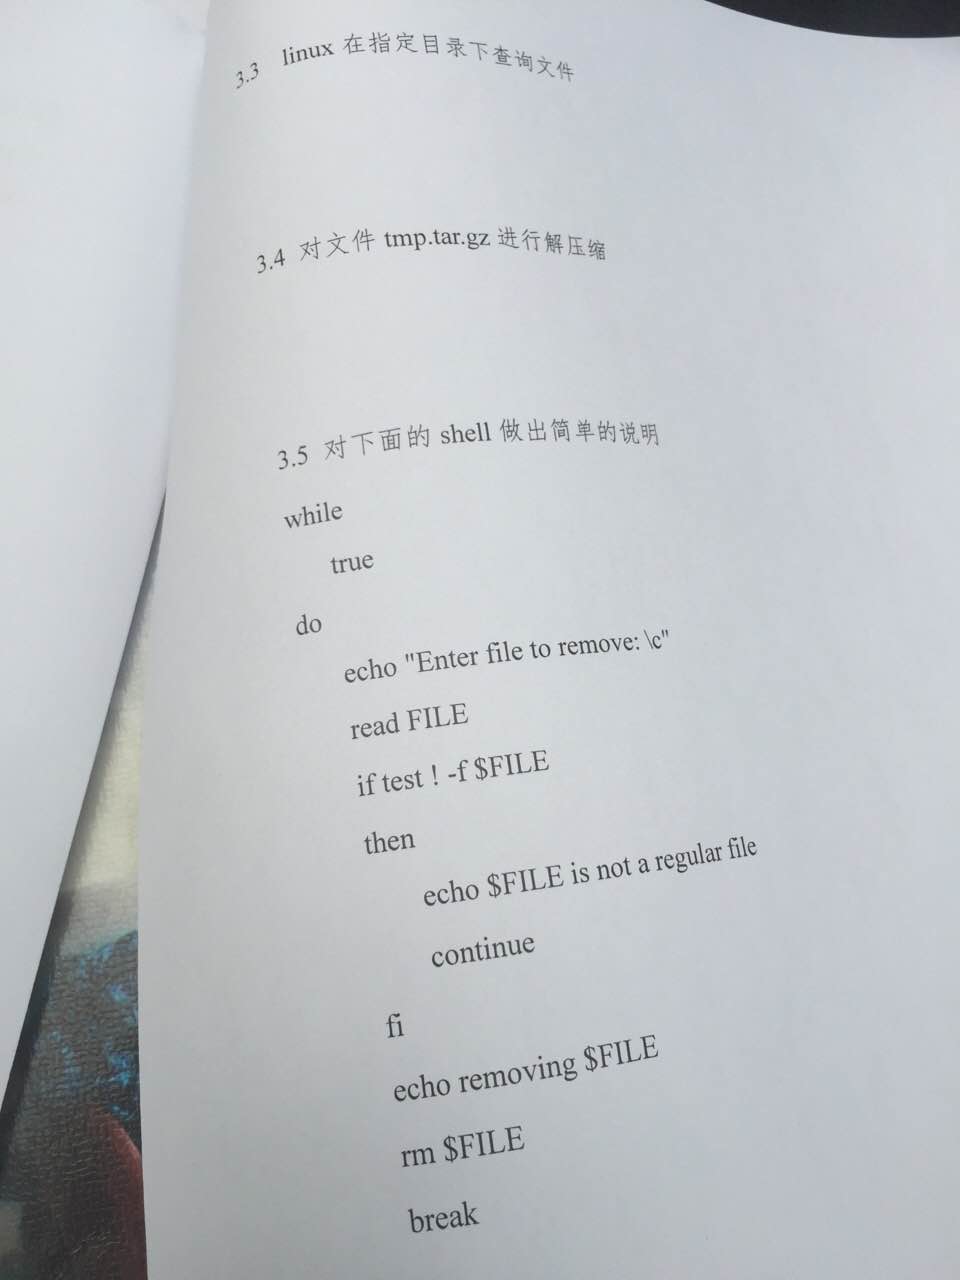 3.3 linux 在指定目录下查询文件
3.4 对文件 tmp.tar.gz 进行解压缩
3.5 对下面的 shell 做出简单的说明
while
true
do
echo "Enter file to remove: \c"
read FILE
if test ! -f $FILE
then
echo $FILE is not a regular file
continue
fi
echo removing $FILE
rm $FILE
break